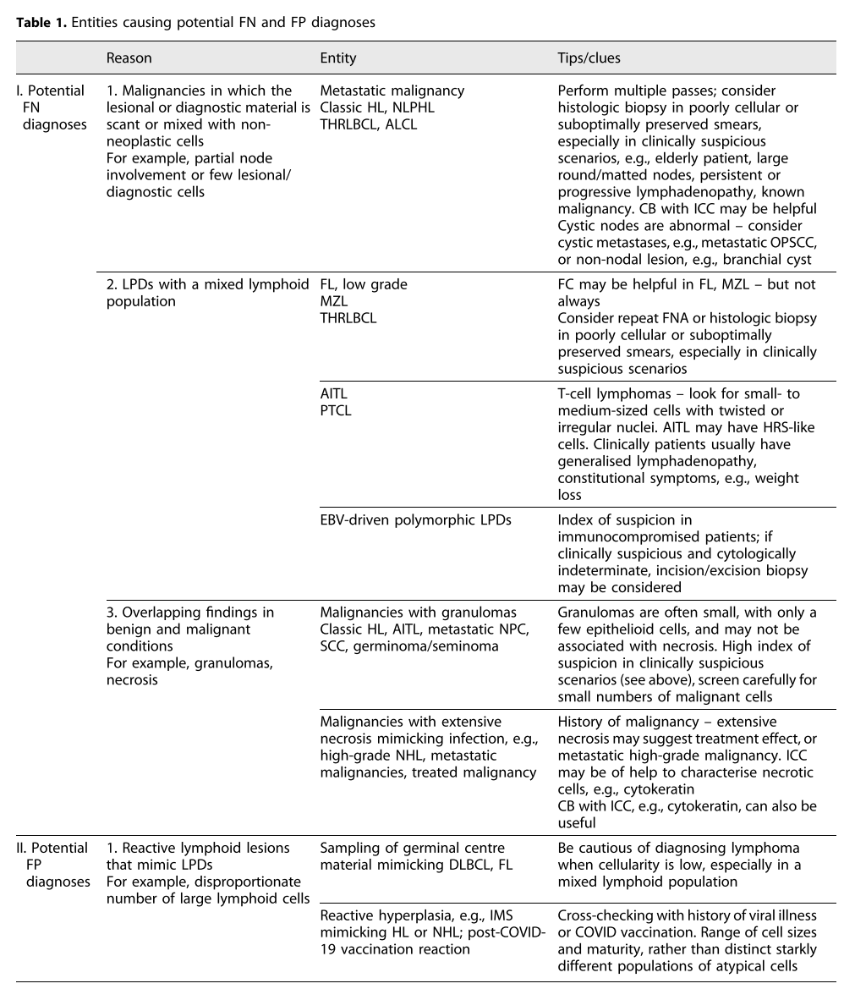 Table 1. Entities causing potential FN and FP diagnoses
Reason
Entity
Tips/clues
I. Potential
FN
diagnoses
1. Malignancies in which the
lesional or diagnostic material is
scant or mixed with non-
neoplastic cells
For example, partial node
involvement or few lesional/
diagnostic cells
Metastatic malignancy
Classic HL, NLPHL
THRLBCL, ALCL
Perform multiple passes; consider
histologic biopsy in poorly cellular or
suboptimally preserved smears,
especially in clinically suspicious
scenarios, e.g., elderly patient, large
round/matted nodes, persistent or
progressive lymphadenopathy, known
malignancy. CB with ICC may be helpful
Cystic nodes are abnormal – consider
cystic metastases, e.g., metastatic OPSCC,
or non-nodal lesion, e.g., branchial cyst
2. LPDs with a mixed lymphoid
population
FL, low grade
MZL
THRLBCL
FC may be helpful in FL, MZL – but not
always
Consider repeat FNA or histologic biopsy
in poorly cellular or suboptimally
preserved smears, especially in clinically
suspicious scenarios
AITL
PTCL
T-cell lymphomas – look for small- to
medium-sized cells with twisted or
irregular nuclei. AITL may have HRS-like
cells. Clinically patients usually have
generalised lymphadenopathy,
constitutional symptoms, e.g., weight
loss
EBV-driven polymorphic LPDs
Index of suspicion in
immunocompromised patients; if
clinically suspicious and cytologically
indeterminate, incision/excision biopsy
may be considered
3. Overlapping findings in
benign and malignant
conditions
For example, granulomas,
necrosis
Malignancies with granulomas
Classic HL, AITL, metastatic NPC,
SCC, germinoma/seminoma
Granulomas are often small, with only a
few epithelioid cells, and may not be
associated with necrosis. High index of
suspicion in clinically suspicious
scenarios (see above), screen carefully for
small numbers of malignant cells
Malignancies with extensive
necrosis mimicking infection, e.g.,
high-grade NHL, metastatic
malignancies, treated malignancy
History of malignancy – extensive
necrosis may suggest treatment effect, or
metastatic high-grade malignancy. ICC
may be of help to characterise necrotic
cells, e.g., cytokeratin
CB with ICC, e.g., cytokeratin, can also be
useful
II. Potential
FP
diagnoses
1. Reactive lymphoid lesions
that mimic LPDs
For example, disproportionate
number of large lymphoid cells
Sampling of germinal centre
material mimicking DLBCL, FL
Be cautious of diagnosing lymphoma
when cellularity is low, especially in a
mixed lymphoid population
Reactive hyperplasia, e.g., IMS
mimicking HL or NHL; post-COVID-
19 vaccination reaction
Cross-checking with history of viral illness
or COVID vaccination. Range of cell sizes
and maturity, rather than distinct starkly
different populations of atypical cells